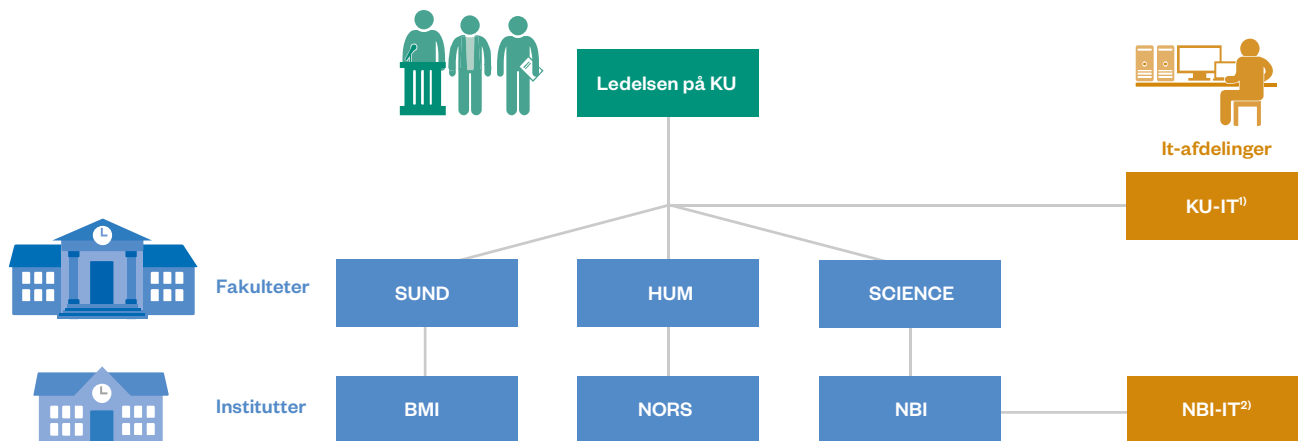 Ledelsen på KU
It-afdelinger
KU-IT¹⁾
Fakulteter
SUND
HUM
SCIENCE
Institutter
BMI
NORS
NBI
NBI-IT²⁾